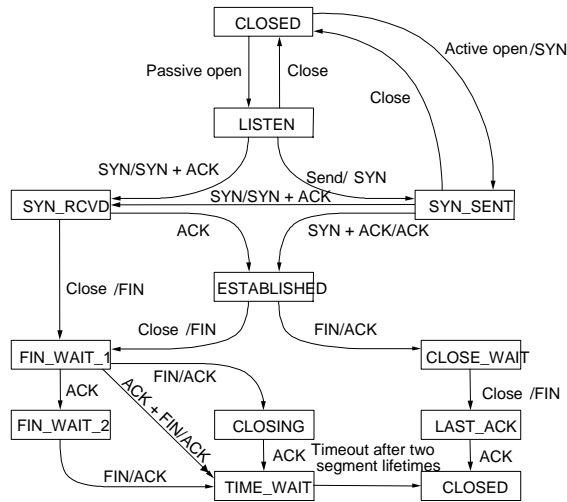 CLOSED
Active open/SYN
Passive open
Close
Close
LISTEN
SYN/SYN + ACK
Send/ SYN
SYN/SYN + ACK
SYN_RCVD
SYN_SENT
ACK
SYN + ACK/ACK
ESTABLISHED
Close /FIN
Close /FIN
FIN/ACK
FIN_WAIT_1
CLOSE_WAIT
FIN/ACK
ACK
ACK + FIN/ACK
Close /FIN
FIN_WAIT_2
CLOSING
LAST_ACK
ACK
Timeout after two
segment lifetimes
ACK
FIN/ACK
TIME_WAIT
CLOSED